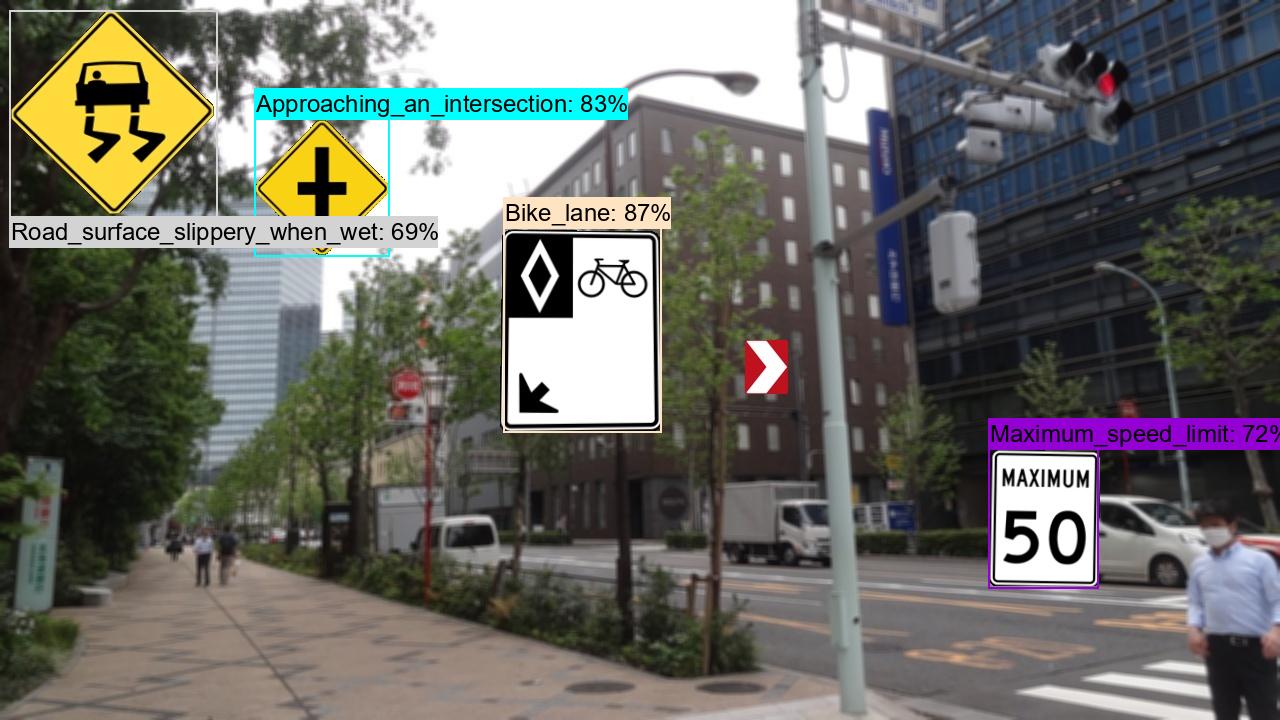 Approaching_an_intersection: 83%
Road_surface_slippery_when_wet: 69%
Bike_lane: 87%
Maximum_speed_limit: 72%
MAXIMUM
50